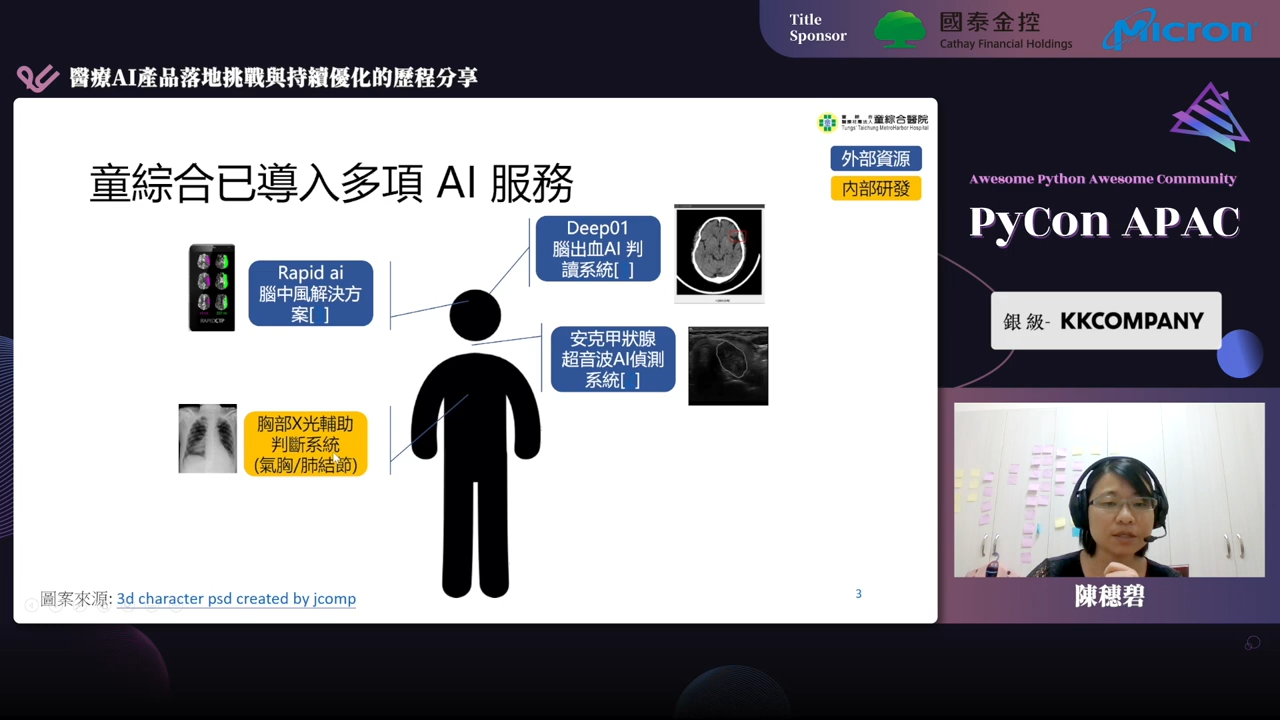 Title
Sponsor
國泰金控
Cathay Financial Holdings
Micron
醫療AI產品落地挑戰與持續優化的歷程分享
童綜合醫院
Tungs' Taichung MetroHarbor Hospital
外部資源
內部研發
童綜合已導入多項 AI 服務
Deep01
腦出血AI 判
讀系統[ ]
Rapid ai
腦中風解決方
案[ ]
安克甲狀腺
超音波AI偵測
系統[ ]
胸部X光輔助
判斷系統
(氣胸/肺結節)
圖案來源: 3d character psd created by jcomp
3
Awesome Python Awesome Community
PyCon APAC
銀級- KKCOMPANY
陳穗碧